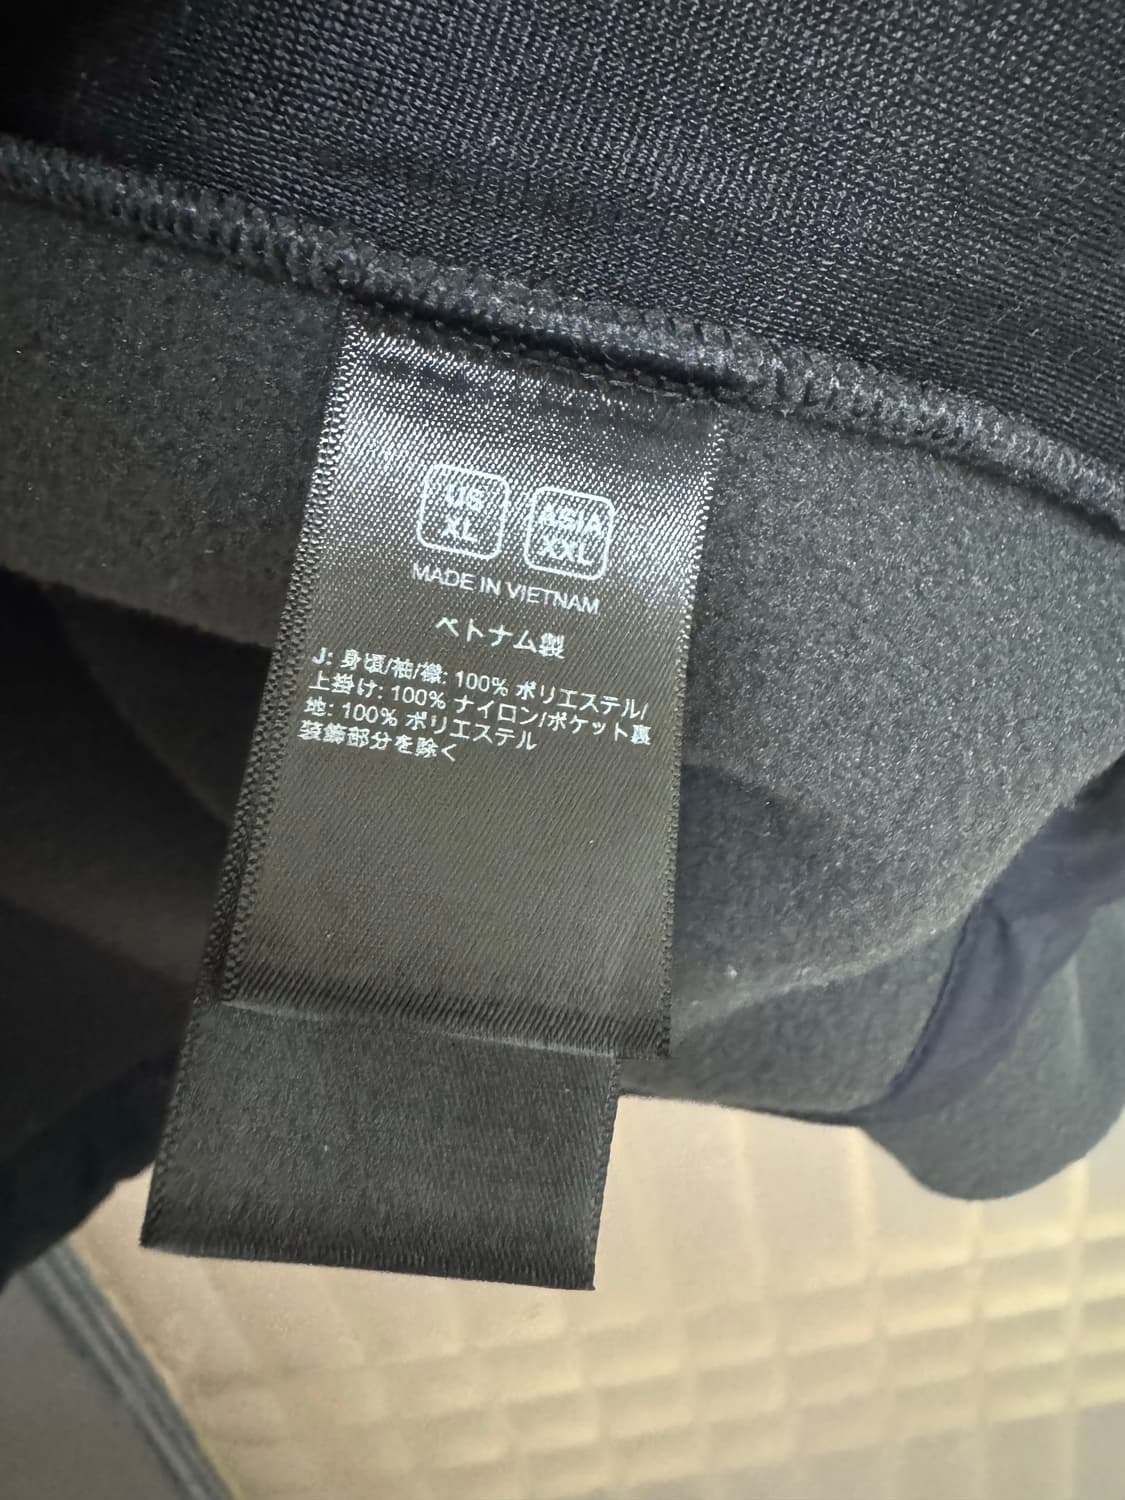 US
XL
ASIA
XXL
MADE IN VIETNAM
ベトナム製
J: 身頃/袖/襟: 100% ポリエステル/
上掛け: 100% ナイロン/ポケット裏
地: 100% ポリエステル
装飾部分を除く